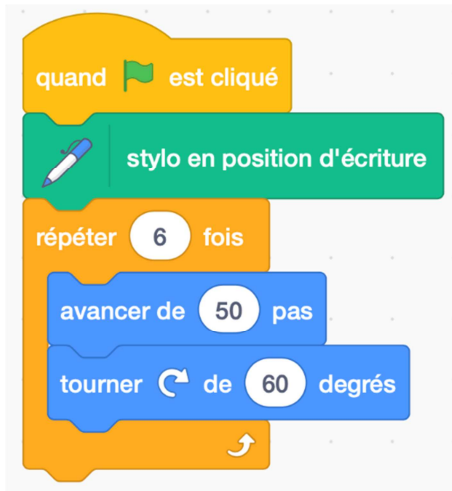 quand est cliqué
stylo en position d'écriture
répéter 6 fois
avancer de 50 pas
tourner de 60 degrés